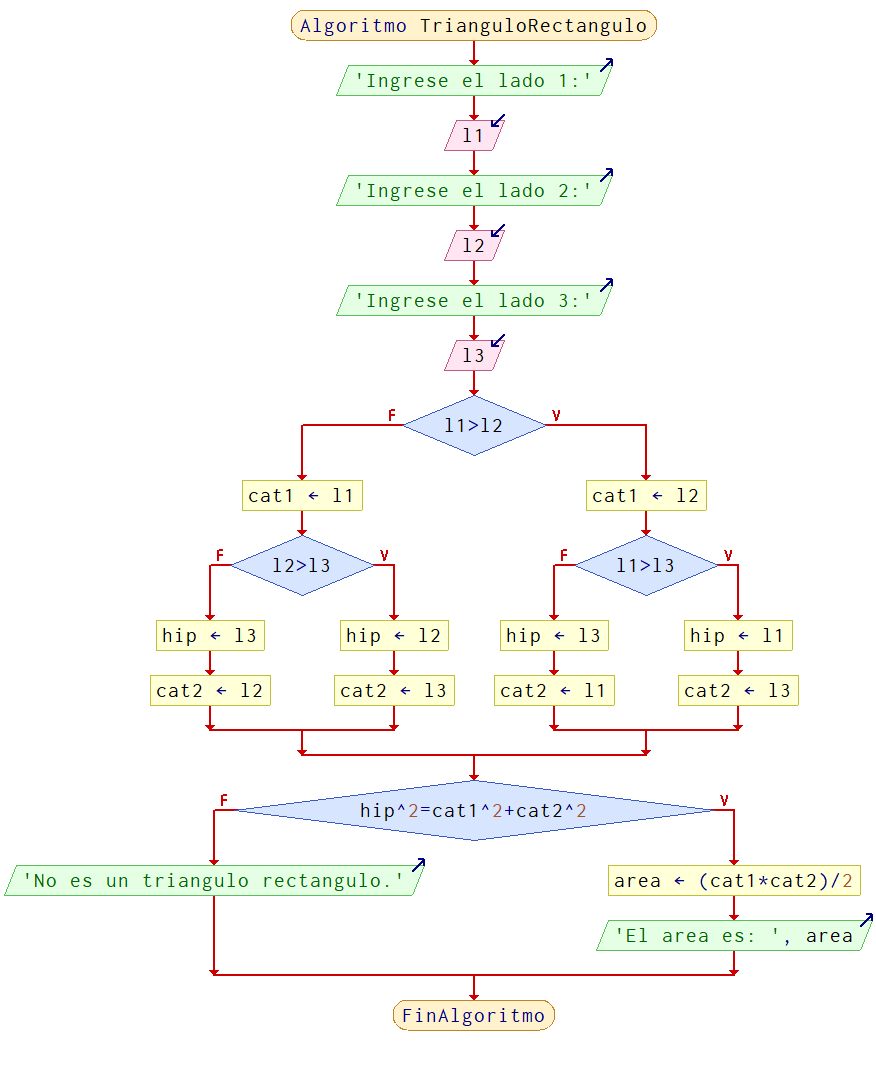 Algoritmo TrianguloRectangulo
'Ingrese el lado 1:'
l1
'Ingrese el lado 2:'
l2
'Ingrese el lado 3:'
l3
F l1>l2 V
cat1 ← l1
cat1 ← l2
F l2>l3 V
F l1>l3 V
hip ← l3
hip ← l2
hip ← l3
hip ← l1
cat2 ← l2
cat2 ← l3
cat2 ← l1
cat2 ← l3
F hip^2=cat1^2+cat2^2 V
'No es un triangulo rectangulo.'
area ← (cat1*cat2)/2
'El area es: ', area
FinAlgoritmo